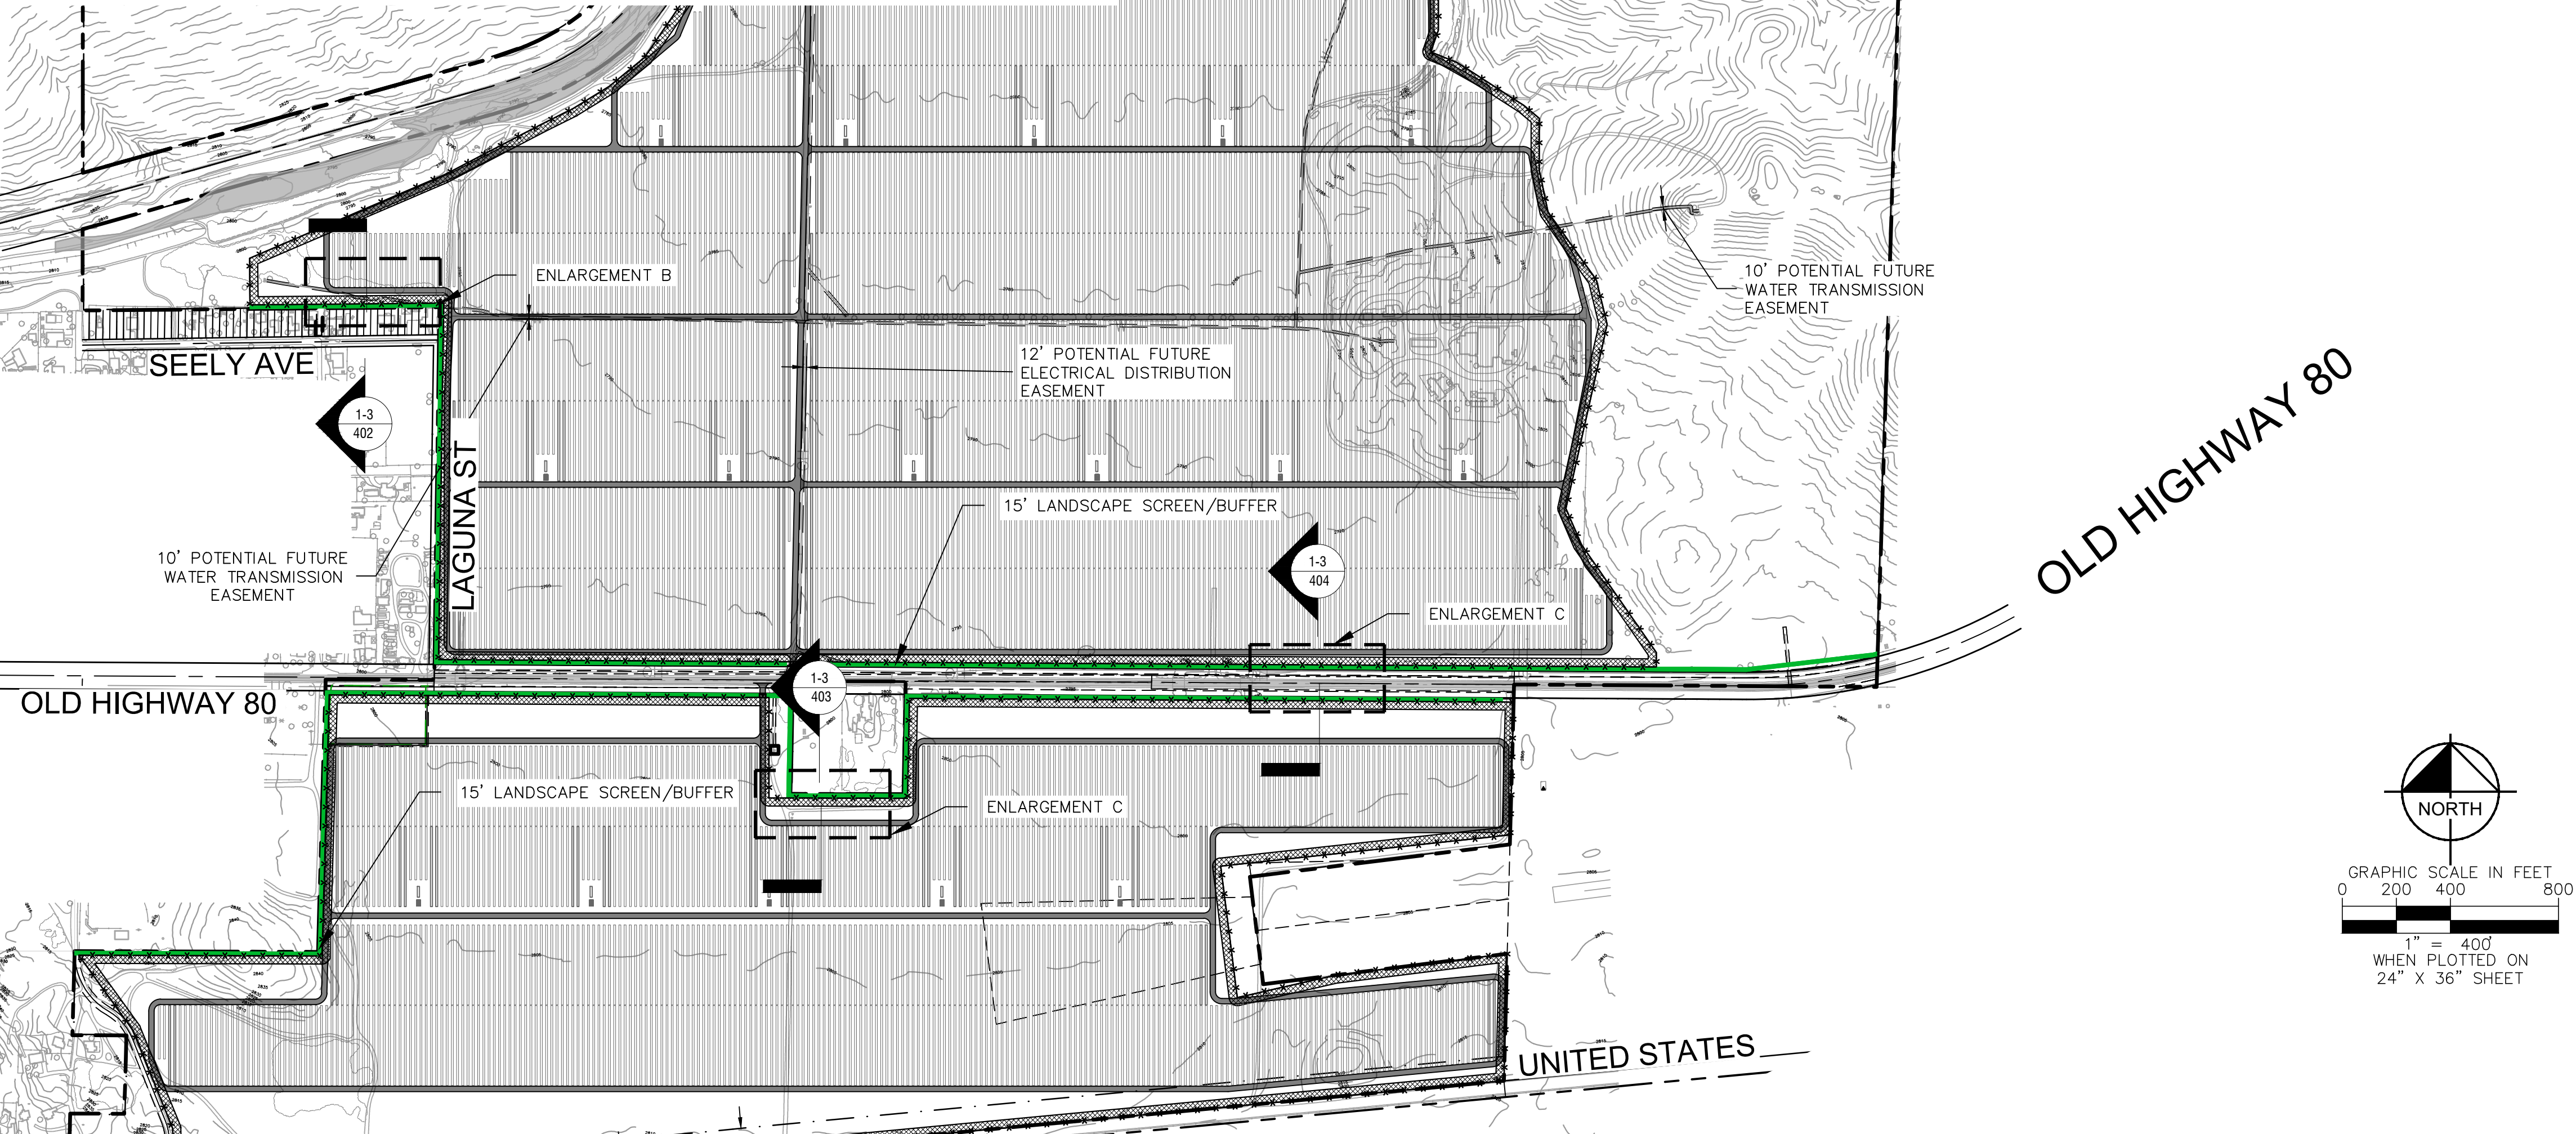 ENLARGEMENT B
10' POTENTIAL FUTURE
WATER TRANSMISSION
EASEMENT
SEELY AVE
12' POTENTIAL FUTURE
ELECTRICAL DISTRIBUTION
EASEMENT
1-3
402
LAGUNA ST
OLD HIGHWAY 80
15' LANDSCAPE SCREEN/BUFFER
10' POTENTIAL FUTURE
WATER TRANSMISSION
EASEMENT
1-3
404
ENLARGEMENT C
1-3
403
OLD HIGHWAY 80
15' LANDSCAPE SCREEN/BUFFER
ENLARGEMENT C
NORTH
GRAPHIC SCALE IN FEET
0 200 400 800
1" = 400'
WHEN PLOTTED ON
24" X 36" SHEET
UNITED STATES